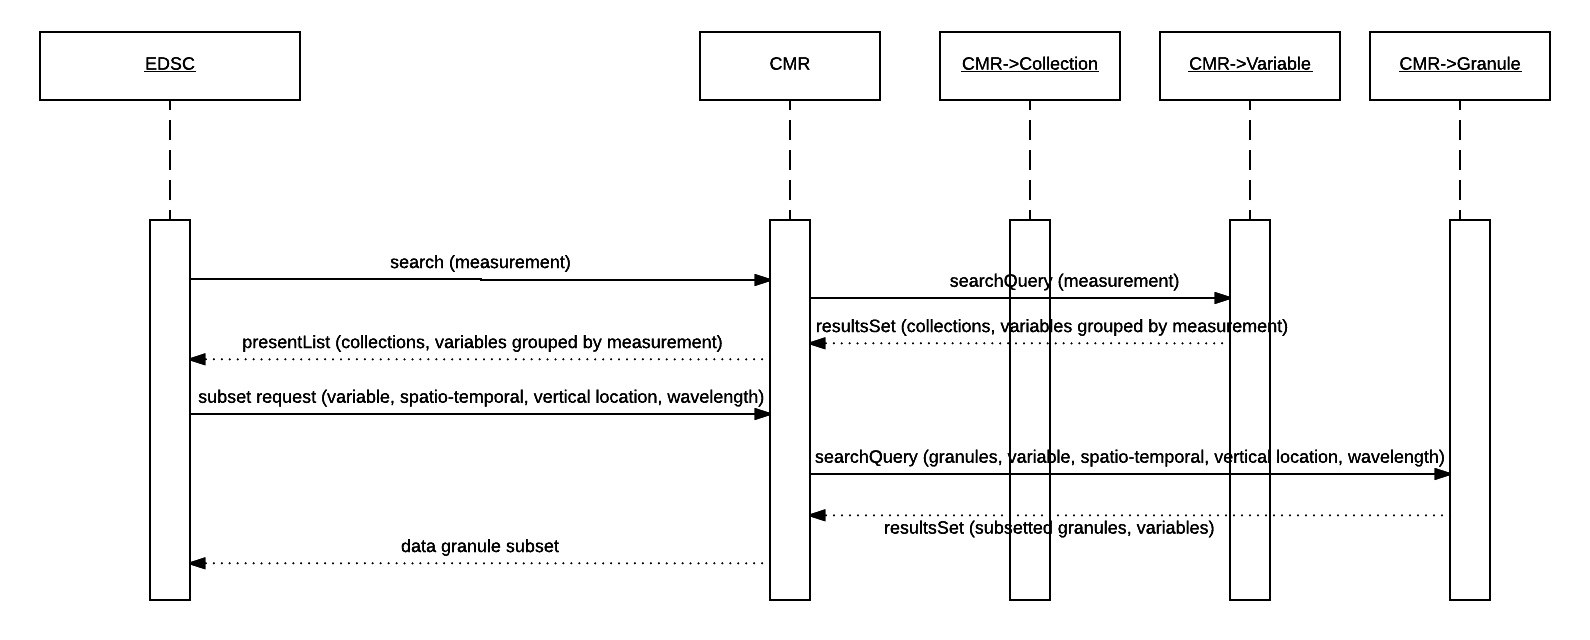 EDSC
CMR
CMR->Collection
CMR->Variable
CMR->Granule
search (measurement)
searchQuery (measurement)
resultsSet (collections, variables grouped by measurement)
presentList (collections, variables grouped by measurement)
subset request (variable, spatio-temporal, vertical location, wavelength)
searchQuery (granules, variable, spatio-temporal, vertical location, wavelength)
resultsSet (subsetted granules, variables)
data granule subset